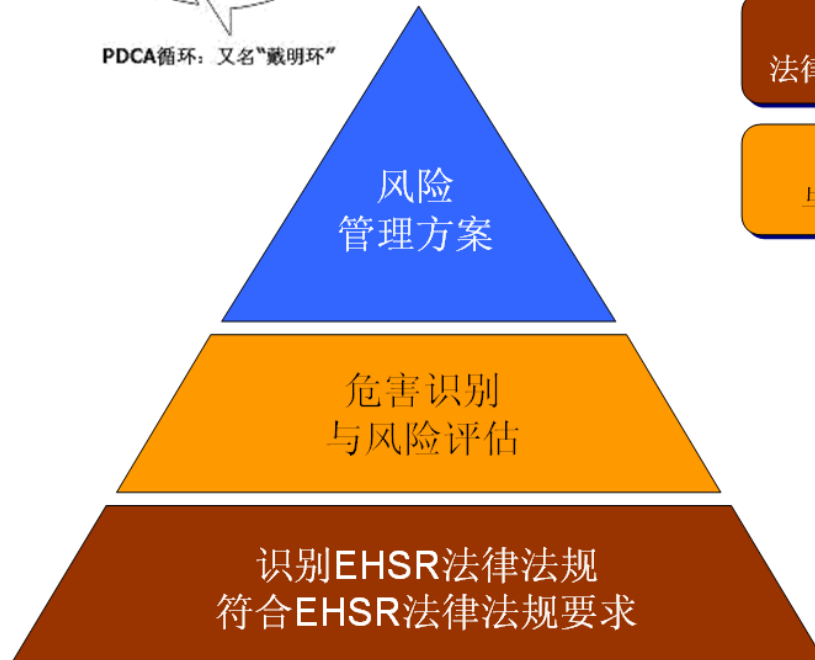 PDCA循环：又名“戴明环”
法律
风险
管理方案
危害识别
与风险评估
识别EHSR法律法规
符合EHSR法律法规要求